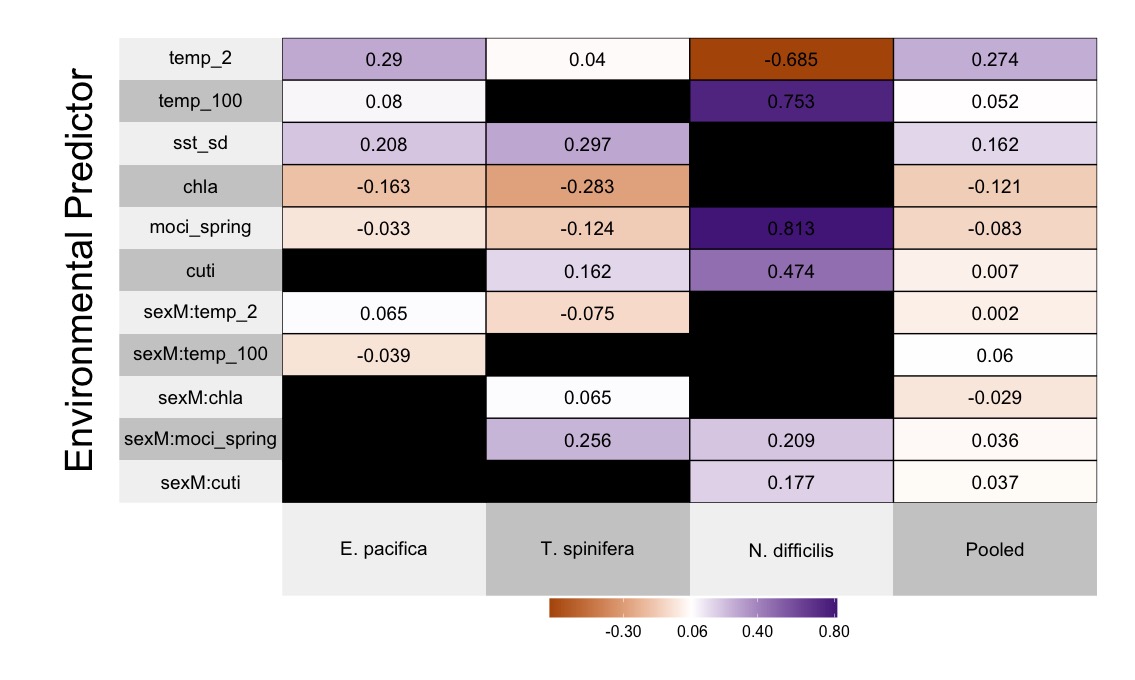 Environmental Predictor
temp_2 0.29 0.04 -0.685 0.274
temp_100 0.08 0.753 0.052
sst_sd 0.208 0.297 0.162
chla -0.163 -0.283 -0.121
moci_spring -0.033 -0.124 0.813 -0.083
cuti 0.162 0.474 0.007
sexM:temp_2 0.065 -0.075 0.002
sexM:temp_100 -0.039 0.06
sexM:chla 0.065 -0.029
sexM:moci_spring 0.256 0.209 0.036
sexM:cuti 0.177 0.037
E. pacifica T. spinifera N. difficilis Pooled
-0.30 0.06 0.40 0.80